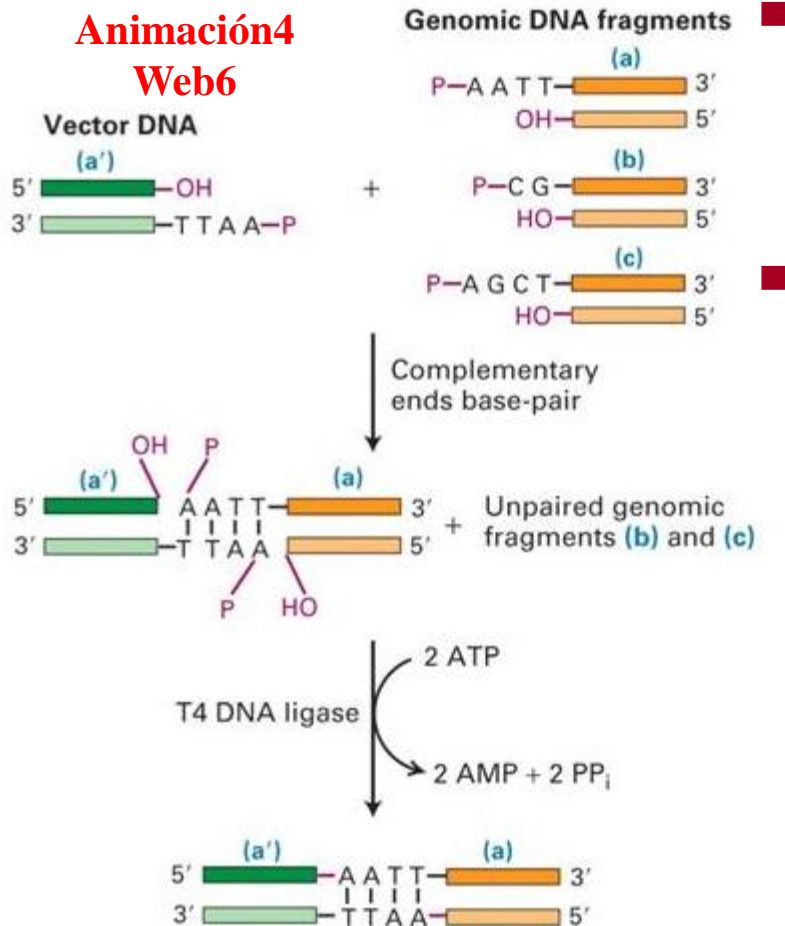 Animación4
Web6
Genomic DNA fragments
(a)
P–A A T T 3′
OH 5′
Vector DNA
(a′)
5′ OH
3′ T T A A–P
+
(b)
P–C G 3′
HO 5′
(c)
P–A G C T 3′
HO 5′
Complementary
ends base-pair
OH P
(a′) (a)
5′ A A T T 3′
3′ T T A A 5′
P HO
+ Unpaired genomic
fragments (b) and (c)
2 ATP
T4 DNA ligase
2 AMP + 2 PPi
(a′) (a)
5′ A A T T 3′
3′ T T A A 5′